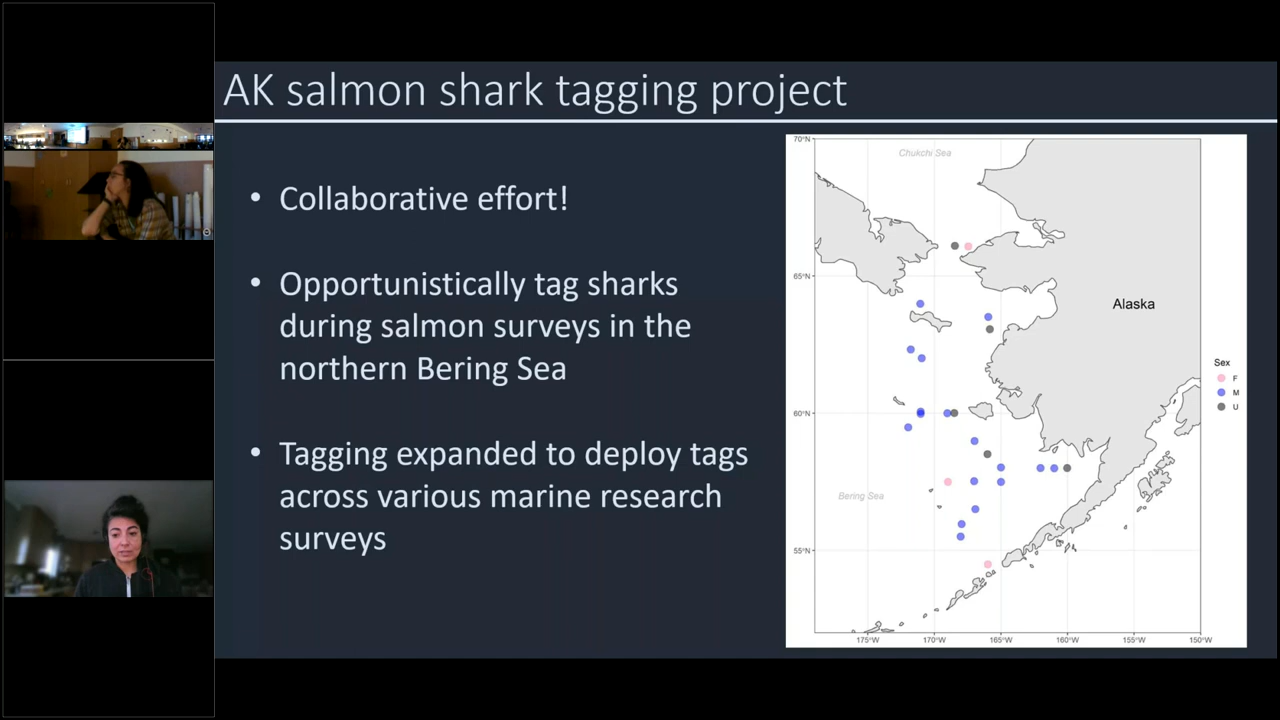 AK salmon shark tagging project
• Collaborative effort!
• Opportunistically tag sharks
during salmon surveys in the
northern Bering Sea
• Tagging expanded to deploy tags
across various marine research
surveys
70°N
Chukchi Sea
65°N
Alaska
Sex
F
M
U
60°N
Bering Sea
55°N
175°W 170°W 165°W 160°W 155°W 150°W